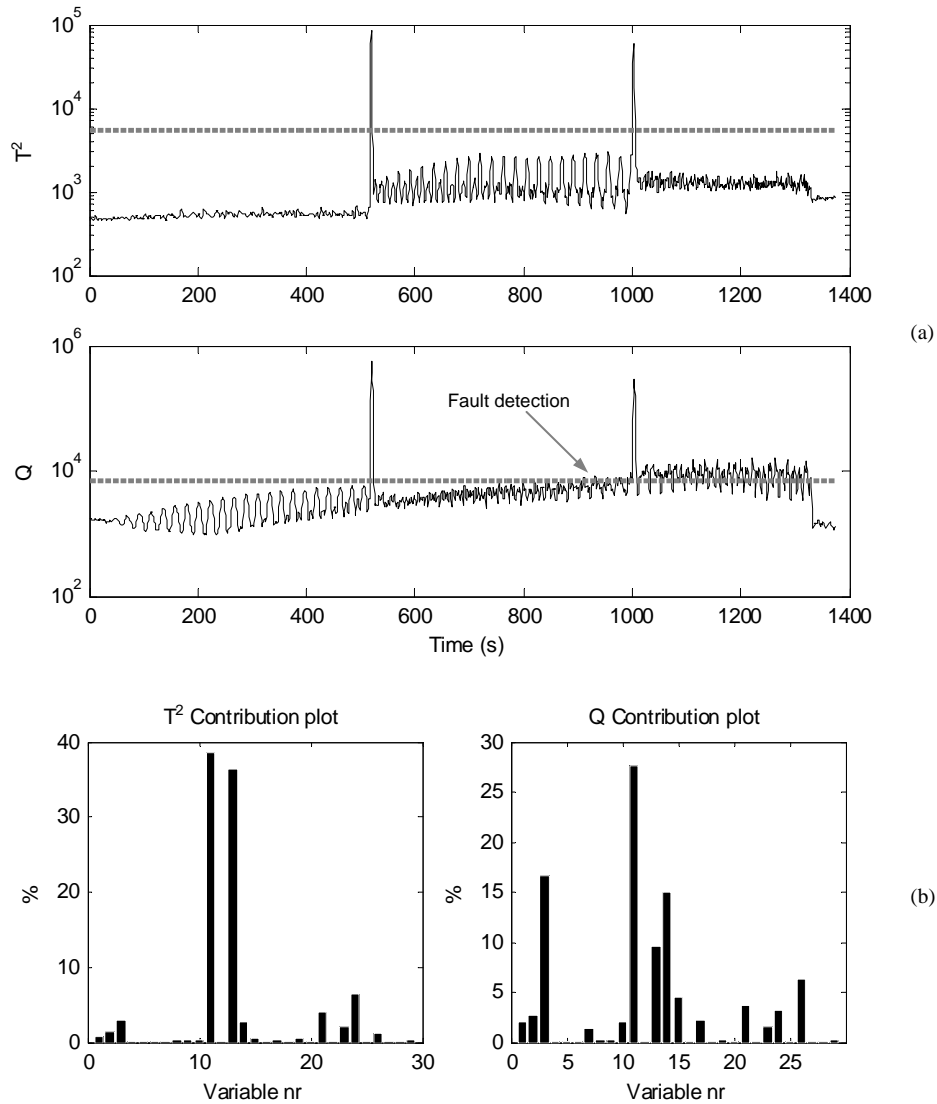 10^5
10^4
10^3
10^2
T^2
0 200 400 600 800 1000 1200 1400
(a)
10^6
10^4
10^2
Q
Fault detection
0 200 400 600 800 1000 1200 1400
Time (s)
T^2 Contribution plot
40
30
20
10
0
%
0 10 20 30
Variable nr
Q Contribution plot
30
25
20
15
10
5
0
%
0 5 10 15 20 25
Variable nr
(b)